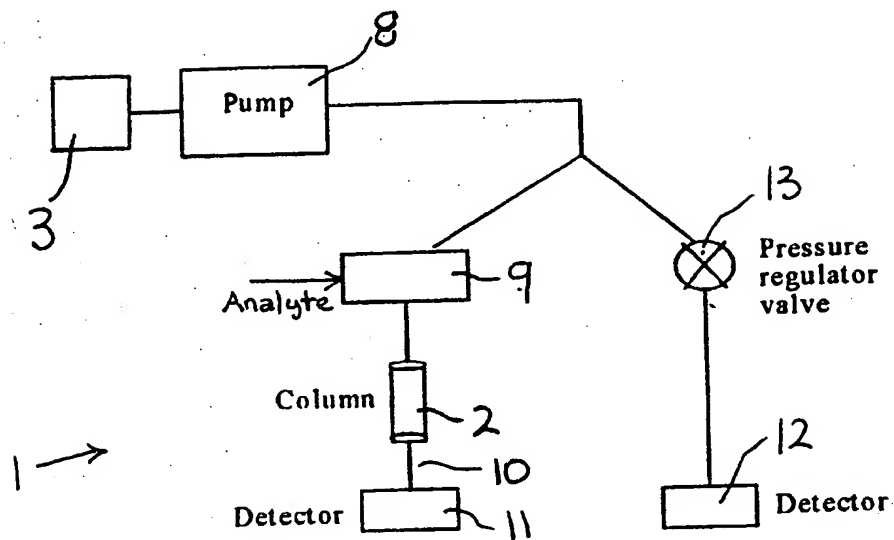 8
Pump
3
13
Pressure
regulator
valve
9
Analyte
Column
2
1
10
12
Detector
11
Detector